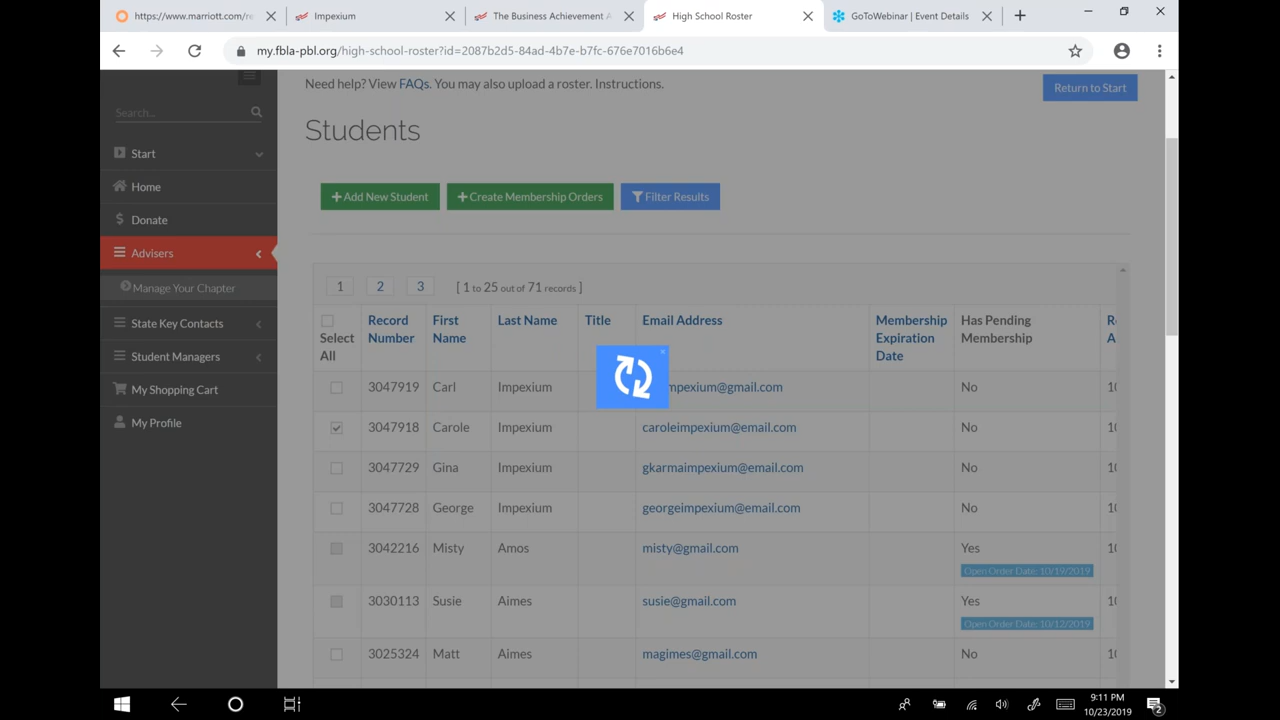 https://www.marriott.com/re
Impexium
The Business Achievement A
High School Roster
GoToWebinar | Event Details
my.fbla-pbl.org/high-school-roster?id=2087b2d5-84ad-4b7e-b7fc-676e7016b6e4
Need help? View FAQs. You may also upload a roster. Instructions.
Return to Start
Search...
Students
Start
Home
Donate
Advisers
Manage Your Chapter
State Key Contacts
Student Managers
My Shopping Cart
My Profile
Add New Student
Create Membership Orders
Filter Results
1 2 3 [ 1 to 25 out of 71 records ]
Select All Record Number First Name Last Name Title Email Address Membership Expiration Date Has Pending Membership
3047919 Carl Impexium mpexium@gmail.com No 10
3047918 Carole Impexium caroleimpexium@email.com No 10
3047729 Gina Impexium gkarmaimpexium@email.com No 10
3047728 George Impexium georgeimpexium@email.com No 10
3042216 Misty Amos misty@gmail.com Yes 10
Open Order Date: 10/19/2019
3030113 Susie Aimes susie@gmail.com Yes 10
Open Order Date: 10/12/2019
3025324 Matt Aimes magimes@gmail.com No 10
9:11 PM
10/23/2019
2